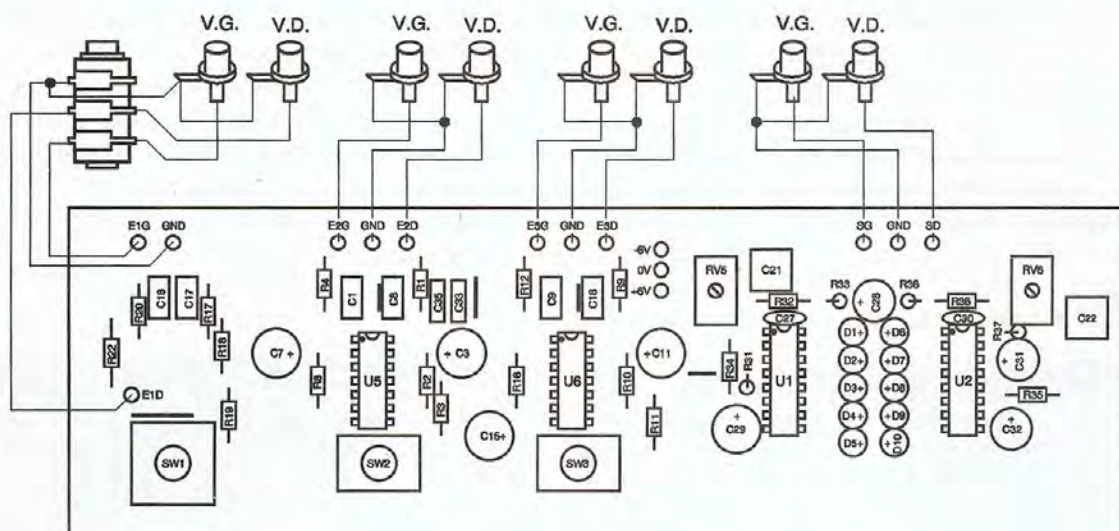 V.G. V.D. V.G. V.D. V.G. V.D. V.G. V.D.
E1G GND E2G GND E2D E3G GND E3D SG GND SD
-6V
0V
+6V
R20 C18 C17 R17 R4 C1 C8 R1 C35 C33 R12 C9 C16 R9 RV5 C21 R33 C28 + R36 RV6
R32 R36 C22
R22 R18 C27 C30 R37
C7 + R8 U5 R2 + C3 R16 U6 R10 + C11 R34 R31 U1 D1+ +D6 U2 C31 +
D2+ +D7
E1D R19 R3 D3+ +D8 R35
R11 C29 + D4+ +D9 C32 +
C15+ D5+ +D10
SW1 SW2 SW3